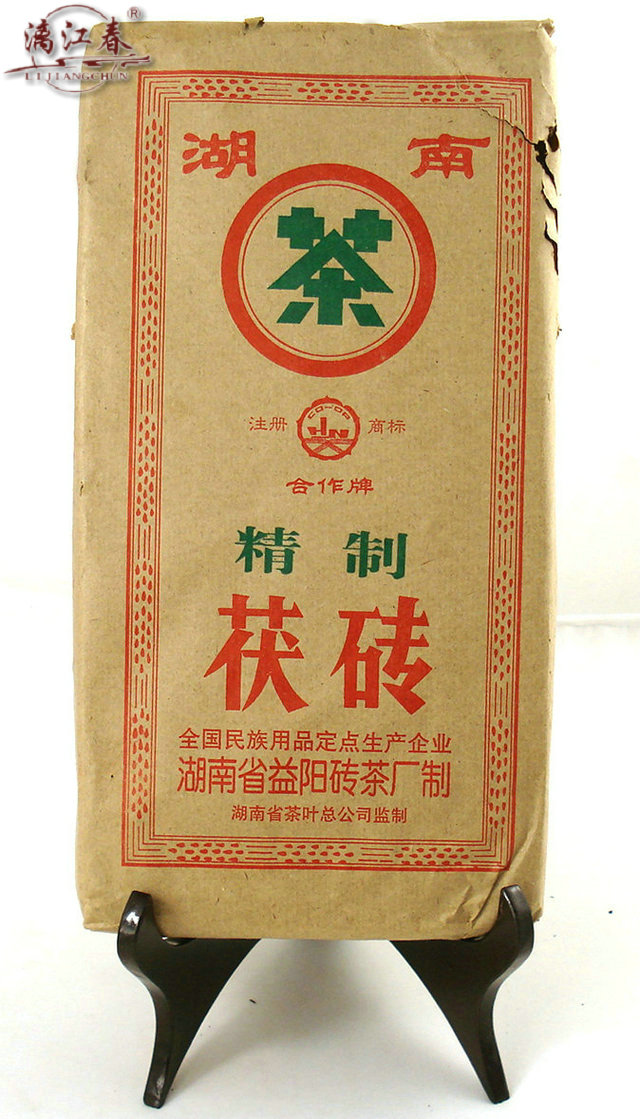 漓江春®
LIJIANGCHUN
湖南
茶
注册 商标
CO-OP
HN
合作牌
精制
茯砖
全国民族用品定点生产企业
湖南省益阳砖茶厂制
湖南省茶叶总公司监制